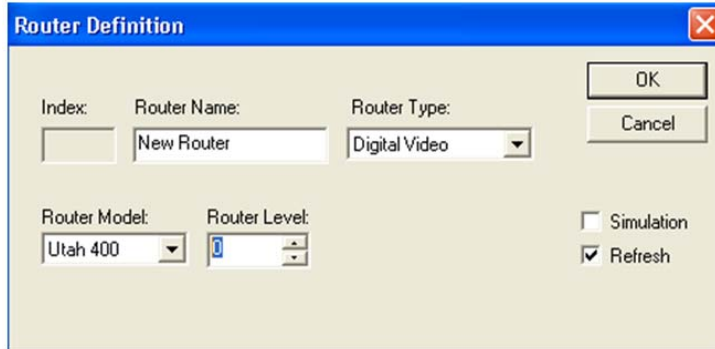 Router Definition
OK
Cancel
Index:
Router Name:
Router Type:
New Router
Digital Video
Router Model:
Router Level:
Utah 400
0
Simulation
Refresh